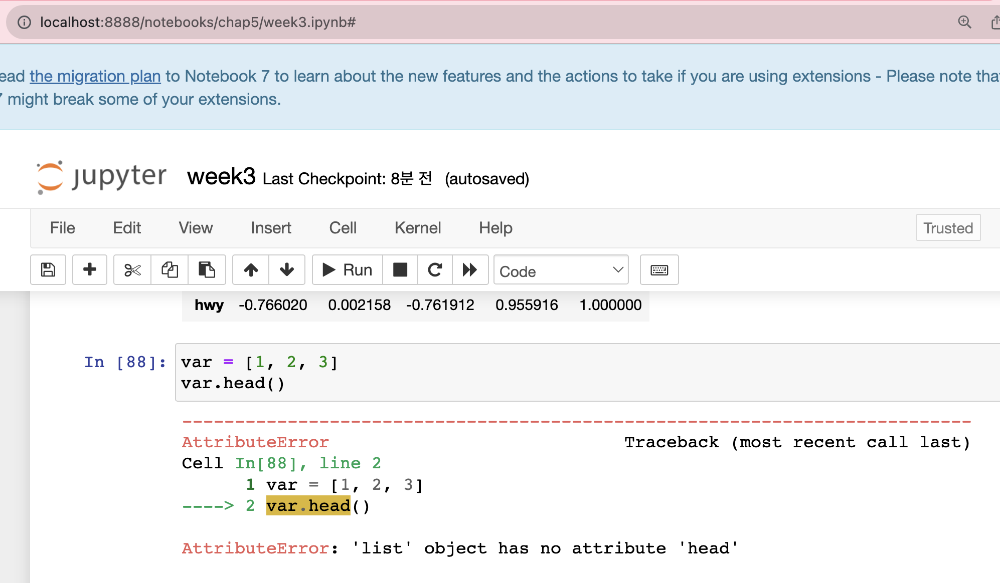 localhost:8888/notebooks/chap5/week3.ipynb#
ead the migration plan to Notebook 7 to learn about the new features and the actions to take if you are using extensions - Please note tha
might break some of your extensions.
jupyter week3 Last Checkpoint: 8분 전 (autosaved)
File Edit View Insert Cell Kernel Help Trusted
Run Code
hwy -0.766020 0.002158 -0.761912 0.955916 1.000000
In [88]: var = [1, 2, 3]
var.head()
---------------------------------------------------------------------------
AttributeError Traceback (most recent call last)
Cell In[88], line 2
1 var = [1, 2, 3]
----> 2 var.head()
AttributeError: 'list' object has no attribute 'head'